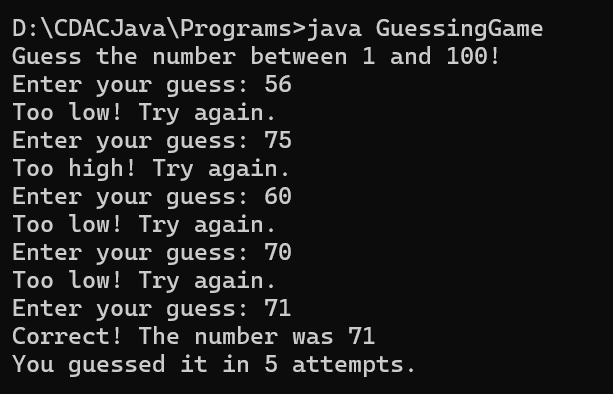 D:\CDACJava\Programs>java GuessingGame
Guess the number between 1 and 100!
Enter your guess: 56
Too low! Try again.
Enter your guess: 75
Too high! Try again.
Enter your guess: 60
Too low! Try again.
Enter your guess: 70
Too low! Try again.
Enter your guess: 71
Correct! The number was 71
You guessed it in 5 attempts.